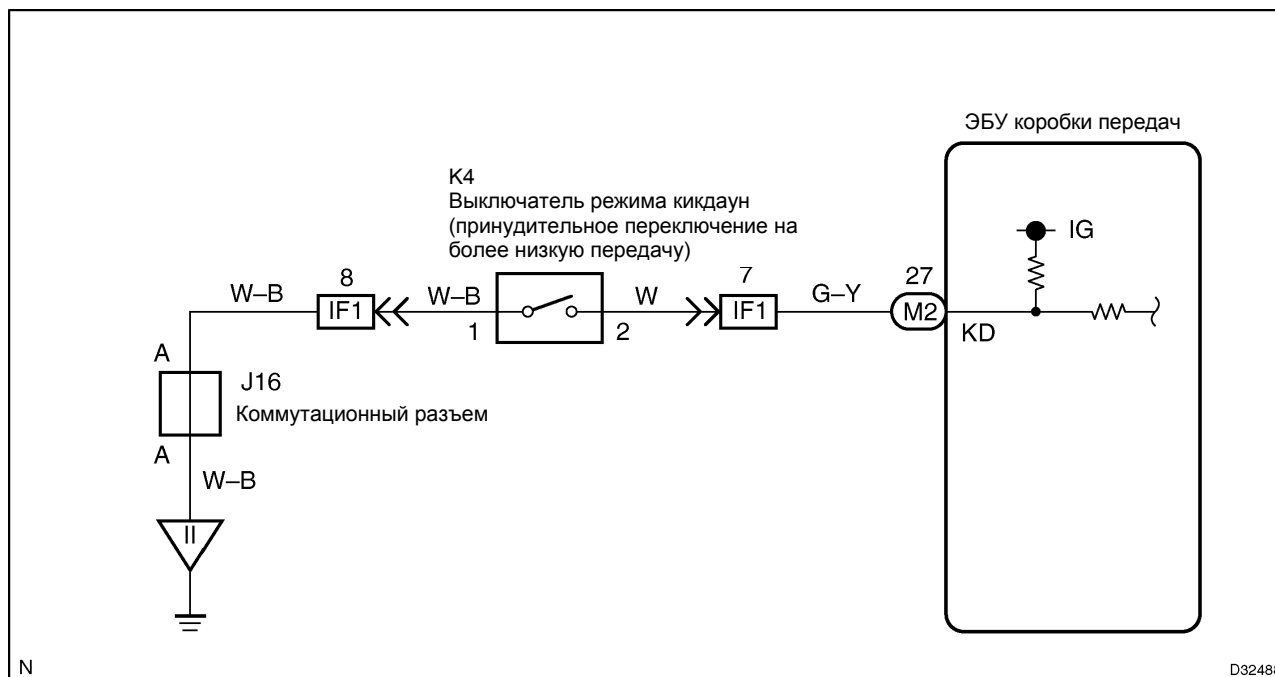 ЭБУ коробки передач
K4
Выключатель режима кикдаун
(принудительное переключение на
более низкую передачу)
IG
8
7
27
W–B
IF1
W–B
W
IF1
G–Y
M2
1
2
KD
A
J16
Коммутационный разъем
A
W–B
II
N
D32488